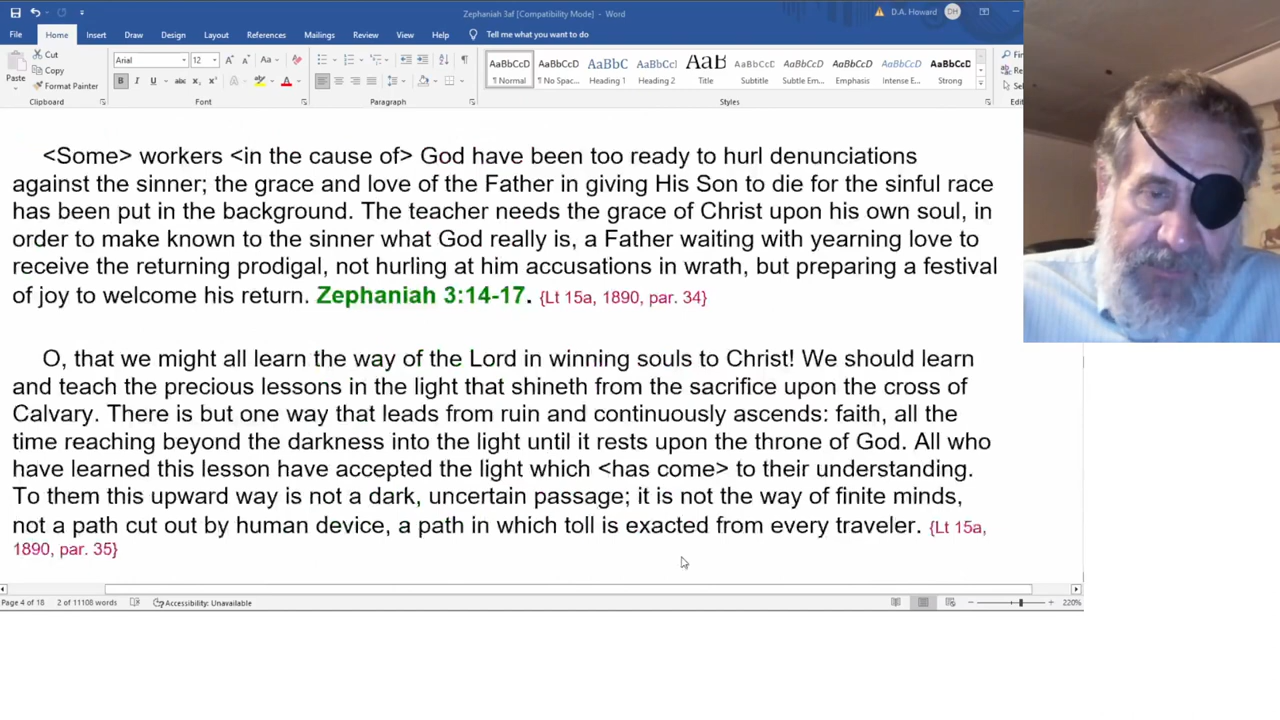 Zephaniah 3af [Compatibility Mode] - Word
D.A. Howard DH
File Home Insert Draw Design Layout References Mailings Review View Help Tell me what you want to do
Paste
Cut
Copy
Format Painter
Clipboard
Arial 12
Aa
B I U abc X₂ X²
Font
Paragraph
AaBbCcD AaBbCcD AaBbC AaBbCcI AaB AaBbCcD AaBbCcD AaBbCcD AaBbCcD AaBbCcD
¶ Normal ¶ No Spac... Heading 1 Heading 2 Title Subtitle Subtle Em... Emphasis Intense E... Strong
Styles
Fin
Re
Sel
Edit
<Some> workers <in the cause of> God have been too ready to hurl denunciations
against the sinner; the grace and love of the Father in giving His Son to die for the sinful race
has been put in the background. The teacher needs the grace of Christ upon his own soul, in
order to make known to the sinner what God really is, a Father waiting with yearning love to
receive the returning prodigal, not hurling at him accusations in wrath, but preparing a festival
of joy to welcome his return. Zephaniah 3:14-17. {Lt 15a, 1890, par. 34}
O, that we might all learn the way of the Lord in winning souls to Christ! We should learn
and teach the precious lessons in the light that shineth from the sacrifice upon the cross of
Calvary. There is but one way that leads from ruin and continuously ascends: faith, all the
time reaching beyond the darkness into the light until it rests upon the throne of God. All who
have learned this lesson have accepted the light which <has come> to their understanding.
To them this upward way is not a dark, uncertain passage; it is not the way of finite minds,
not a path cut out by human device, a path in which toll is exacted from every traveler. {Lt 15a,
1890, par. 35}
Page 4 of 18 2 of 11108 words Accessibility: Unavailable 220%